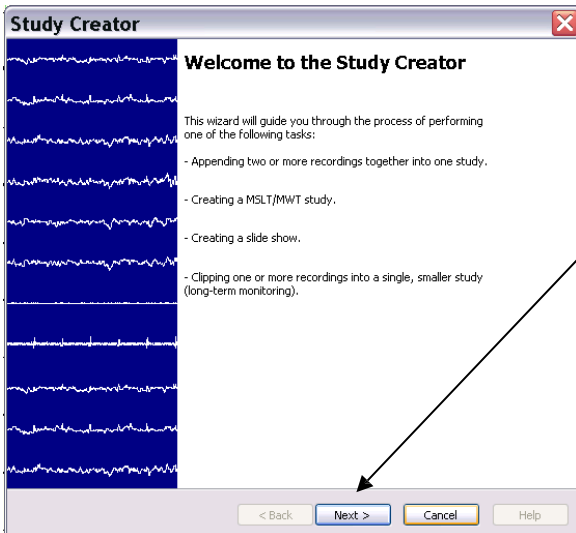 Study Creator
Welcome to the Study Creator
This wizard will guide you through the process of performing
one of the following tasks:
- Appending two or more recordings together into one study.
- Creating a MSLT/MWT study.
- Creating a slide show.
- Clipping one or more recordings into a single, smaller study
(long-term monitoring).
< Back Next > Cancel Help